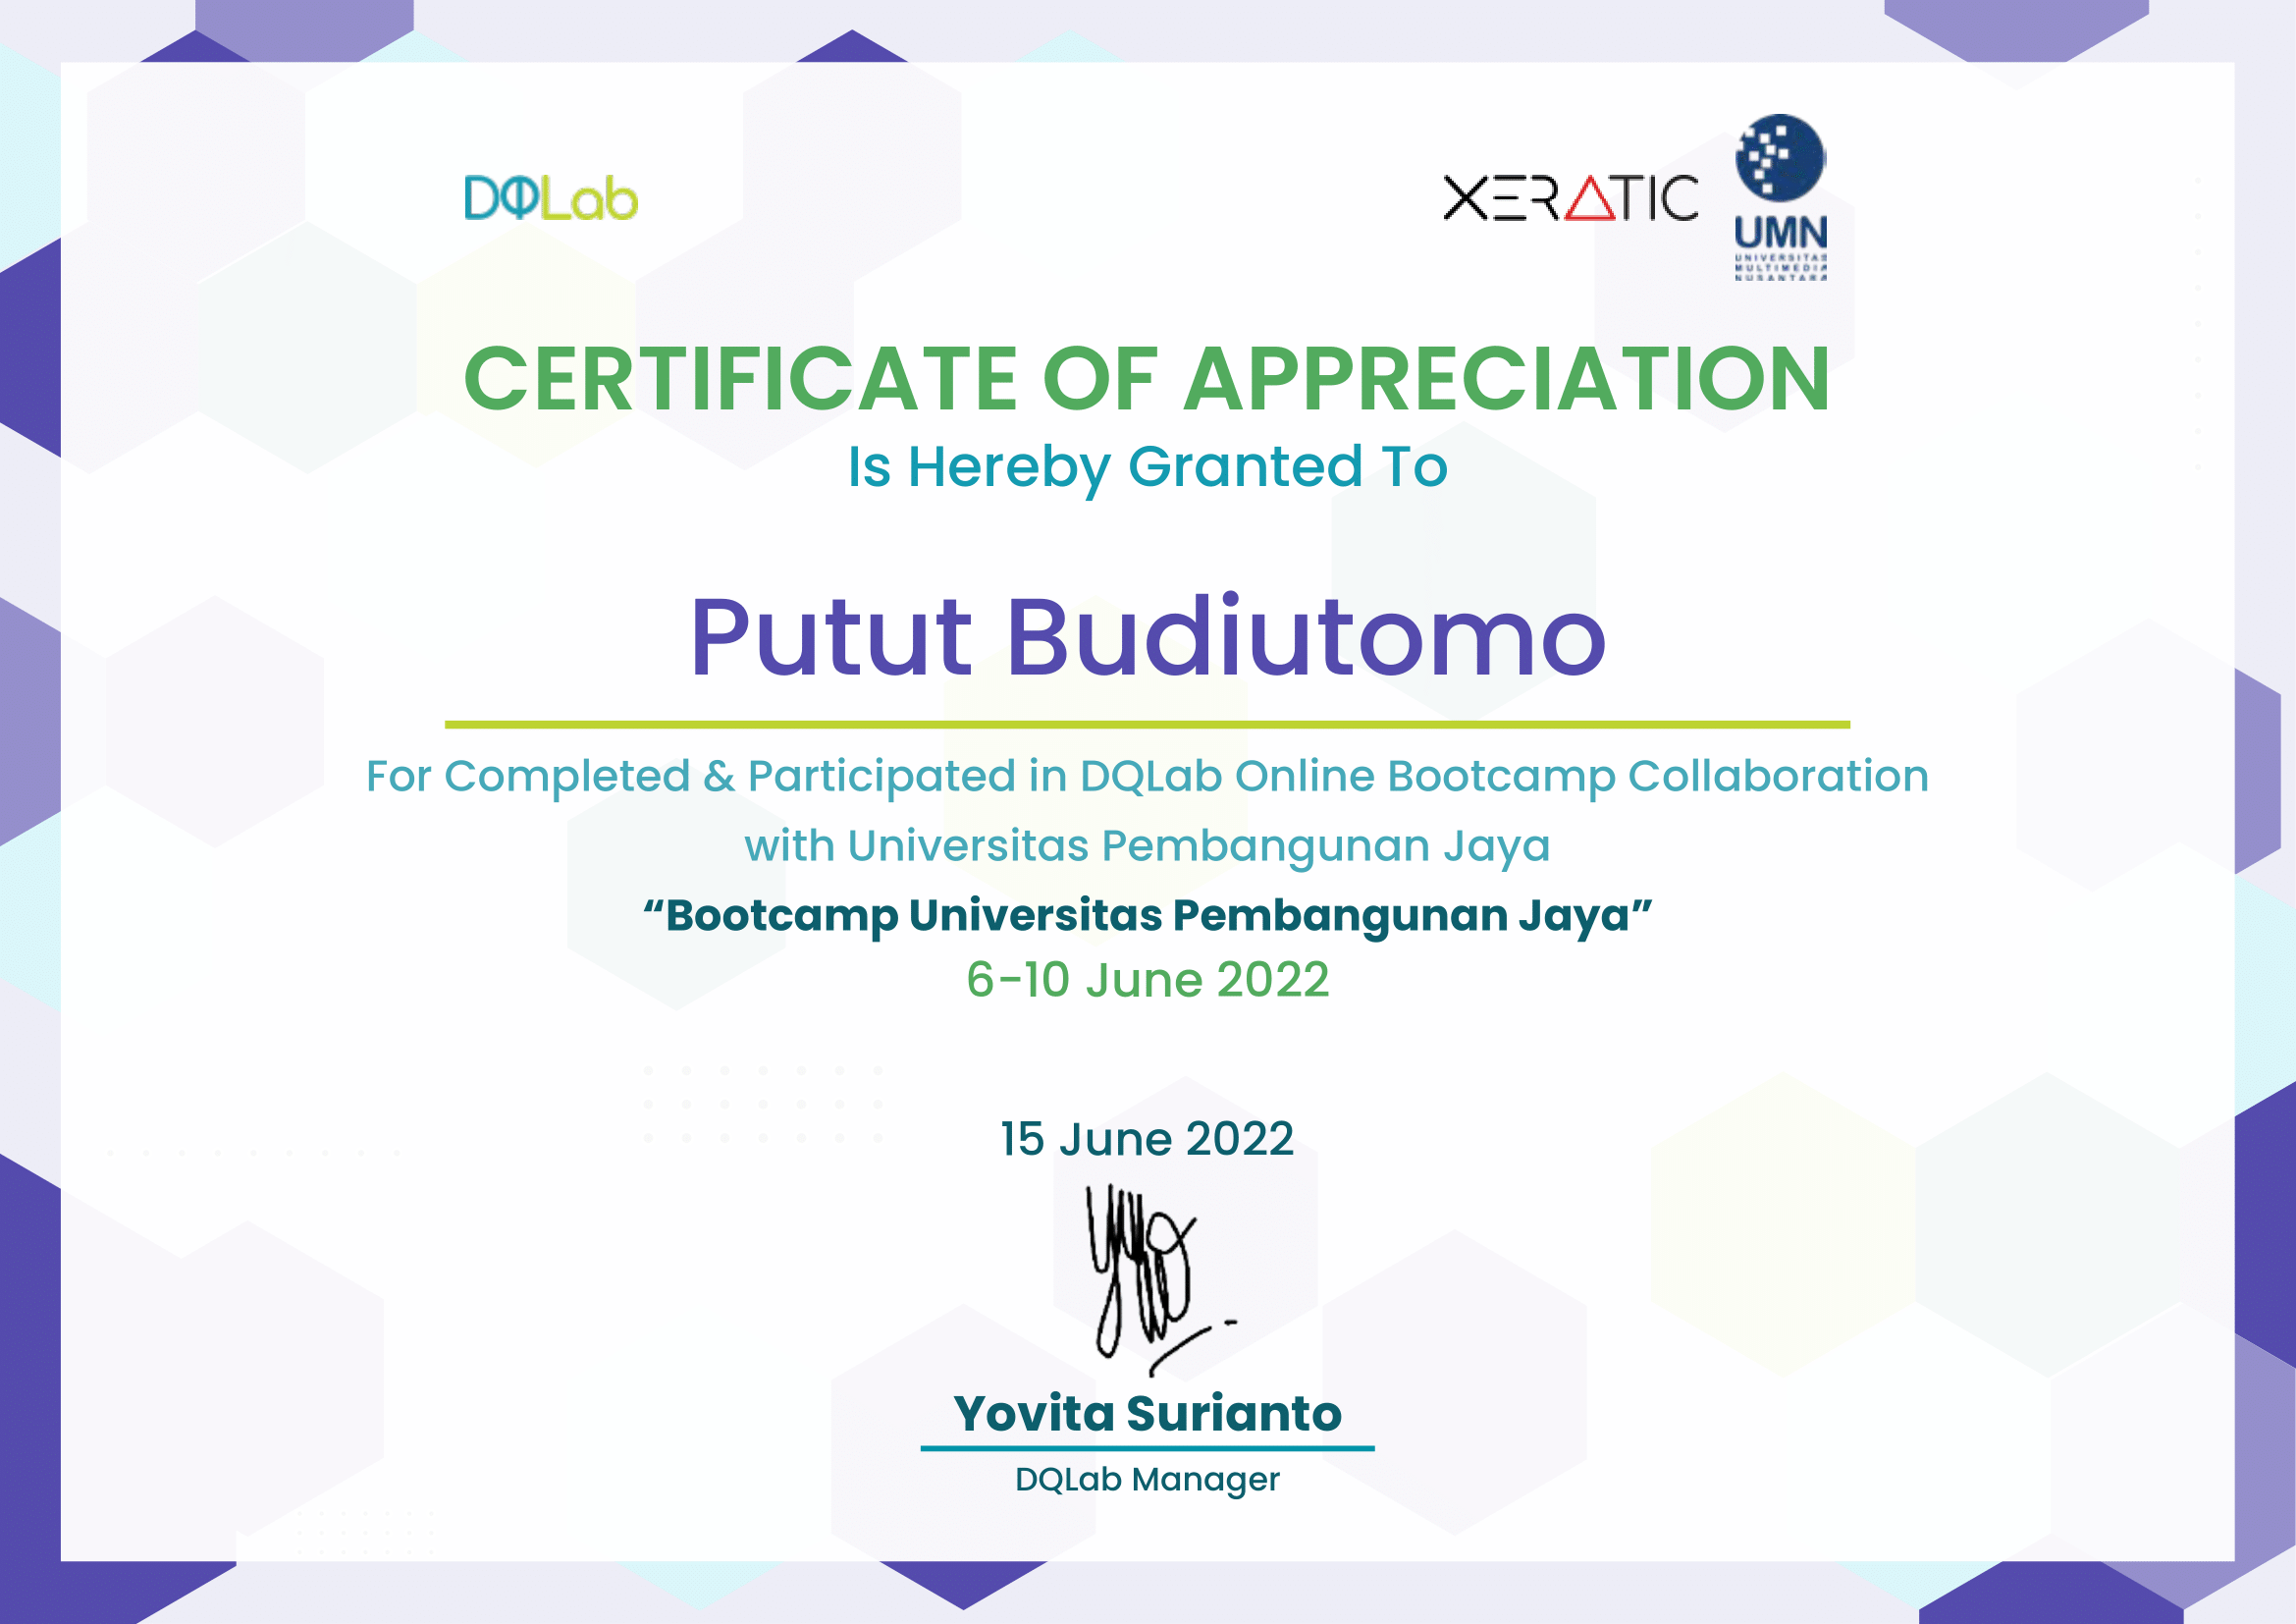 DQLab
XERATIC
UMN
UNIVERSITAS
MULTIMEDIA
NUSANTARA
CERTIFICATE OF APPRECIATION
Is Hereby Granted To
Putut Budiutomo
For Completed & Participated in DQLab Online Bootcamp Collaboration
with Universitas Pembangunan Jaya
“Bootcamp Universitas Pembangunan Jaya”
6-10 June 2022
15 June 2022
Yovita Surianto
DQLab Manager